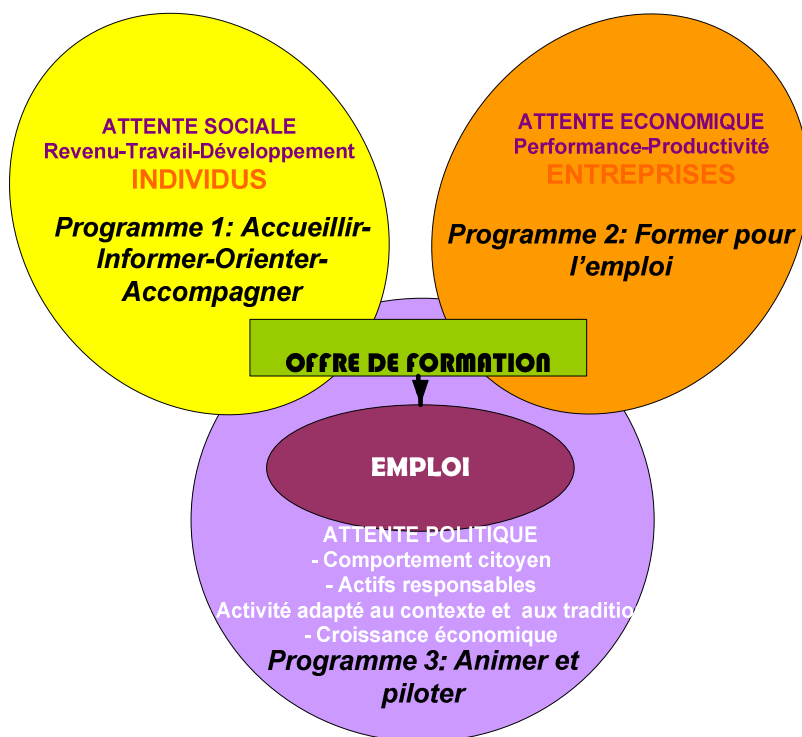 ATTENTE SOCIALE
Revenu-Travail-Développement
INDIVIDUS
Programme 1: Accueillir-
Informer-Orienter-
Accompagner
ATTENTE ECONOMIQUE
Performance-Productivité
ENTREPRISES
Programme 2: Former pour
l’emploi
OFFRE DE FORMATION
EMPLOI
ATTENTE POLITIQUE
- Comportement citoyen
- Actifs responsables
Activité adapté au contexte et aux traditio
- Croissance économique
Programme 3: Animer et
piloter